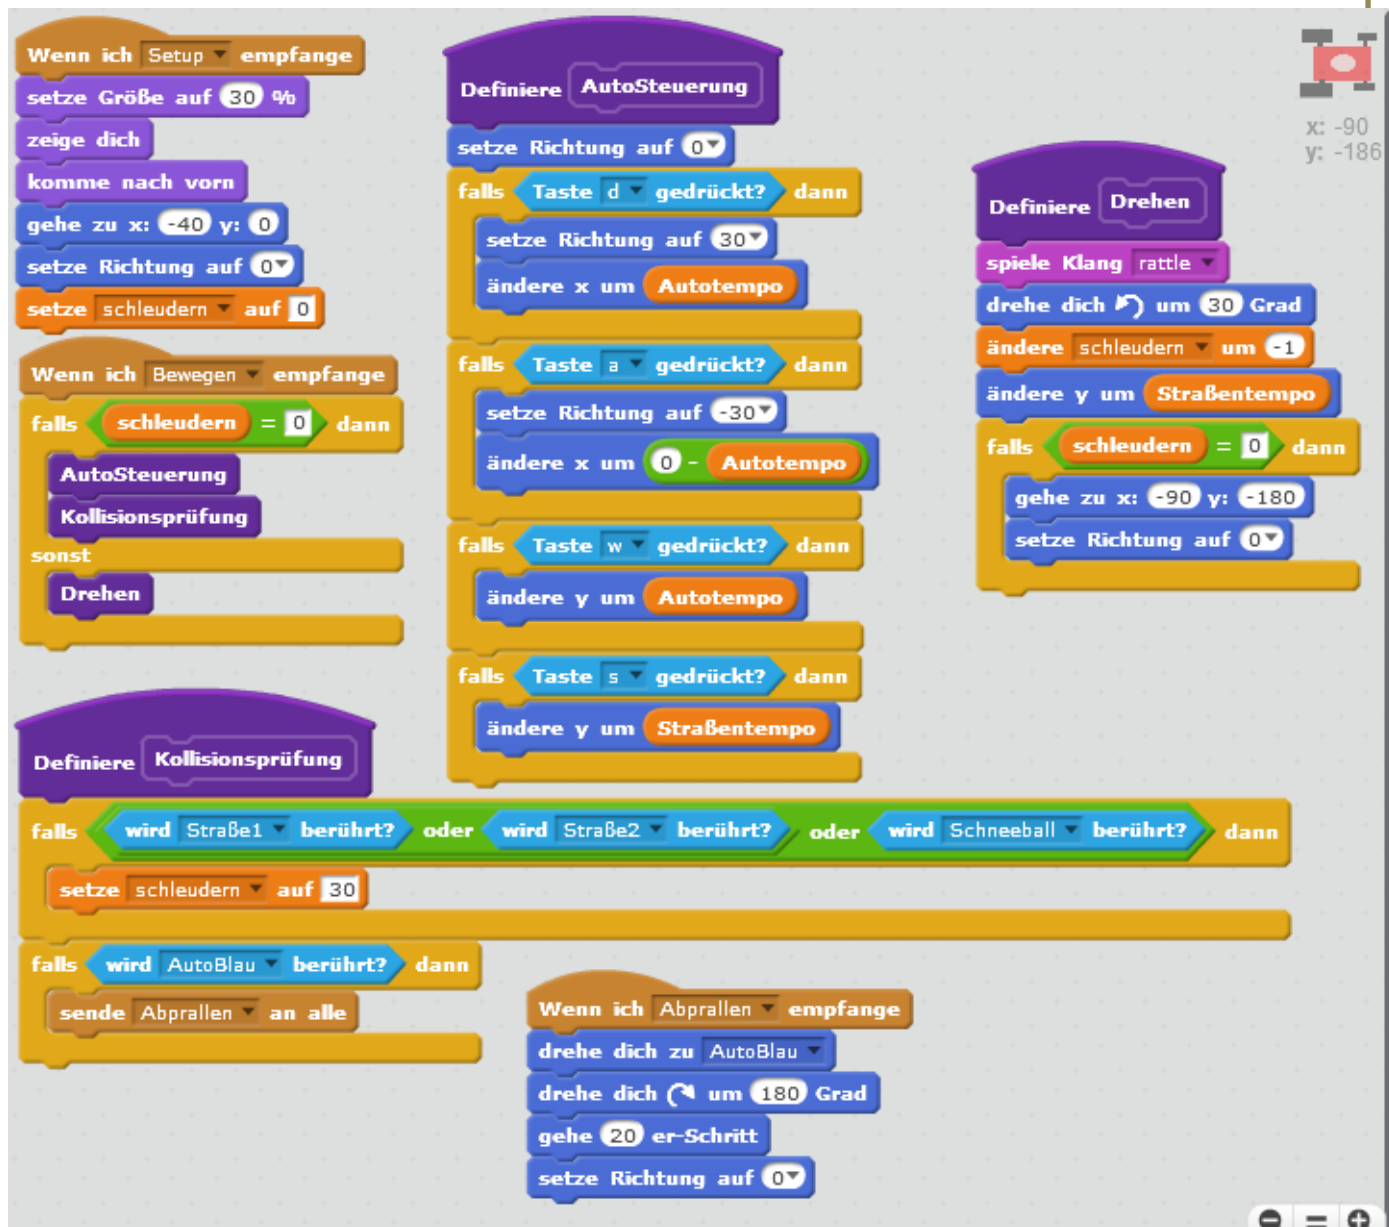 Wenn ich Setup empfange
setze Größe auf 30 %
zeige dich
komme nach vorn
gehe zu x: -40 y: 0
setze Richtung auf 0
setze schleudern auf 0
Wenn ich Bewegen empfange
falls schleudern = 0 dann
AutoSteuerung
Kollisionsprüfung
sonst
Drehen
Definiere AutoSteuerung
setze Richtung auf 0
falls Taste d gedrückt? dann
setze Richtung auf 30
ändere x um Autotempo
falls Taste a gedrückt? dann
setze Richtung auf -30
ändere x um 0 - Autotempo
falls Taste w gedrückt? dann
ändere y um Autotempo
falls Taste s gedrückt? dann
ändere y um Straßentempo
x: -90
y: -186
Definiere Drehen
spiele Klang rattle
drehe dich um 30 Grad
ändere schleudern um -1
ändere y um Straßentempo
falls schleudern = 0 dann
gehe zu x: -90 y: -180
setze Richtung auf 0
Definiere Kollisionsprüfung
falls wird Straße1 berührt? oder wird Straße2 berührt? oder wird Schneeball berührt? dann
setze schleudern auf 30
falls wird AutoBlau berührt? dann
sende Abprallen an alle
Wenn ich Abprallen empfange
drehe dich zu AutoBlau
drehe dich um 180 Grad
gehe 20 er-Schritt
setze Richtung auf 0